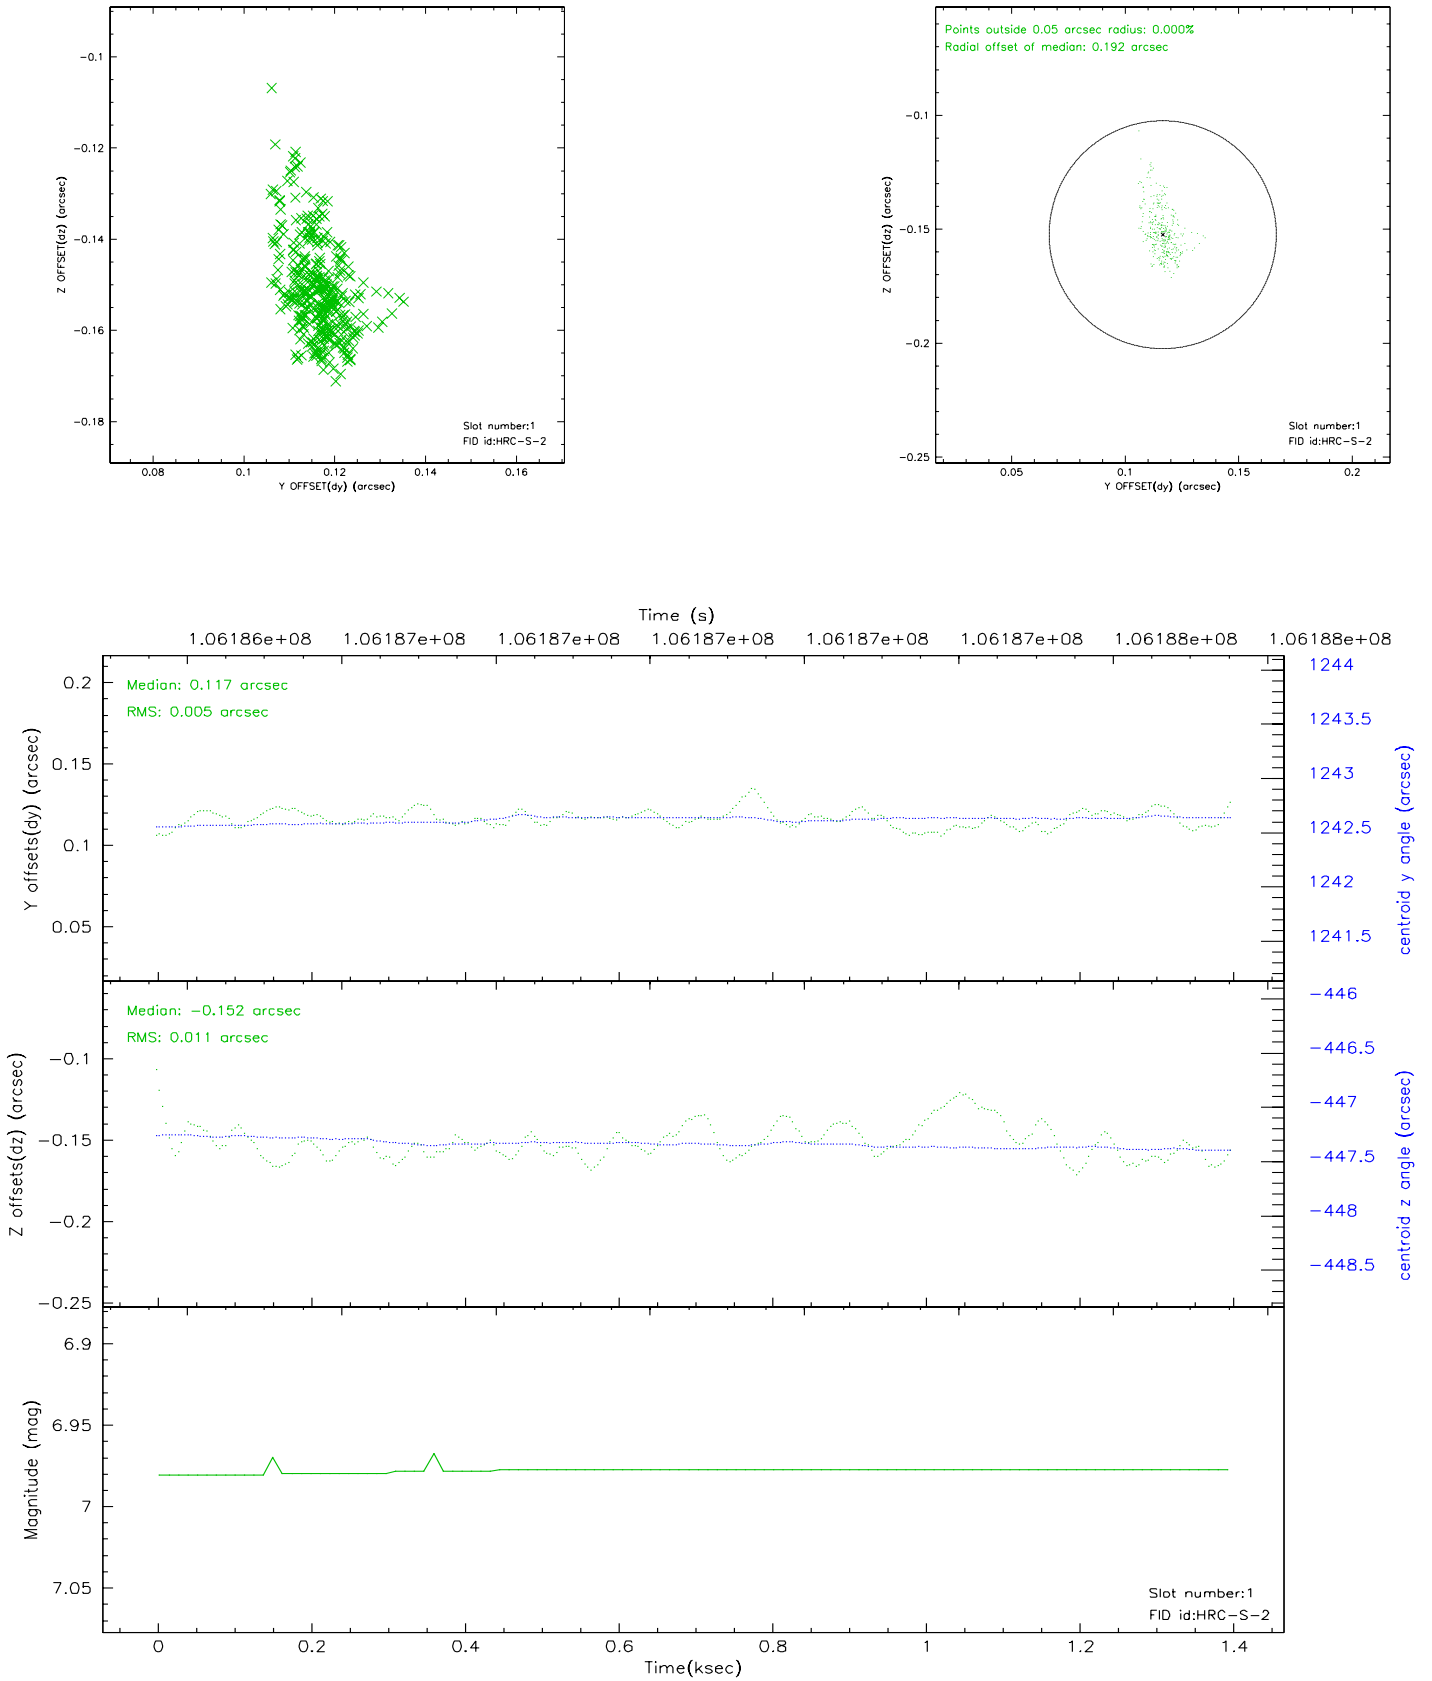 -0.1
-0.12
-0.14
-0.16
-0.18
Z OFFSET(dz) (arcsec)
0.08 0.1 0.12 0.14 0.16
Y OFFSET(dy) (arcsec)
Slot number:1
FID id:HRC-S-2
Points outside 0.05 arcsec radius: 0.000%
Radial offset of median: 0.192 arcsec
-0.1
-0.15
-0.2
-0.25
Z OFFSET(dz) (arcsec)
0.05 0.1 0.15 0.2
Y OFFSET(dy) (arcsec)
Slot number:1
FID id:HRC-S-2
Time (s)
1.06186e+08 1.06187e+08 1.06187e+08 1.06187e+08 1.06187e+08 1.06187e+08 1.06188e+08 1.06188e+08
Median: 0.117 arcsec
RMS: 0.005 arcsec
0.2
0.15
0.1
0.05
Y offsets(dy) (arcsec)
1244
1243.5
1243
1242.5
1242
1241.5
centroid y angle (arcsec)
Median: -0.152 arcsec
RMS: 0.011 arcsec
-0.1
-0.15
-0.2
-0.25
Z offsets(dz) (arcsec)
-446
-446.5
-447
-447.5
-448
-448.5
centroid z angle (arcsec)
6.9
6.95
7
7.05
Magnitude (mag)
Slot number:1
FID id:HRC-S-2
0 0.2 0.4 0.6 0.8 1 1.2 1.4
Time(ksec)